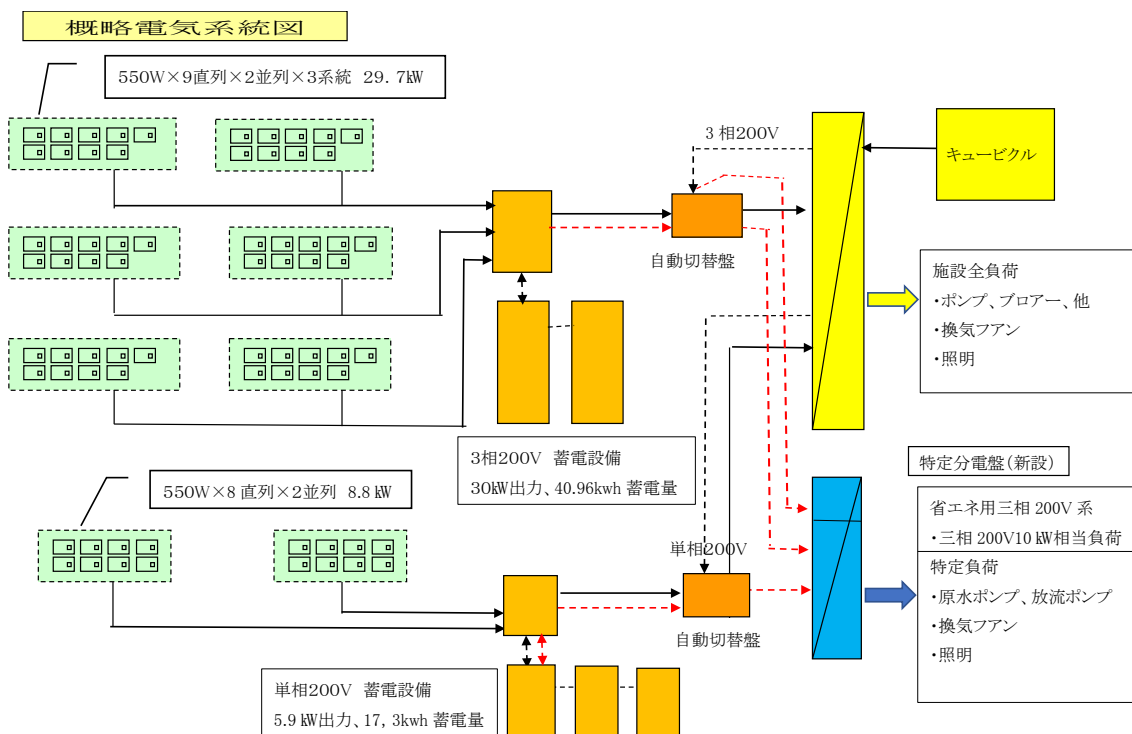 概略電気系統図
550W×9直列×2並列×3系統 29.7kW
3相200V
キュービクル
自動切替盤
施設全負荷
・ポンプ、ブロアー、他
・換気フアン
・照明
3相200V 蓄電設備
30kW出力、40.96kwh 蓄電量
特定分電盤(新設)
550W×8直列×2並列 8.8kW
省エネ用三相 200V 系
・三相 200V10 kW相当負荷
単相200V
特定負荷
・原水ポンプ、放流ポンプ
・換気フアン
・照明
自動切替盤
単相200V 蓄電設備
5.9 kW出力、17,3kwh 蓄電量